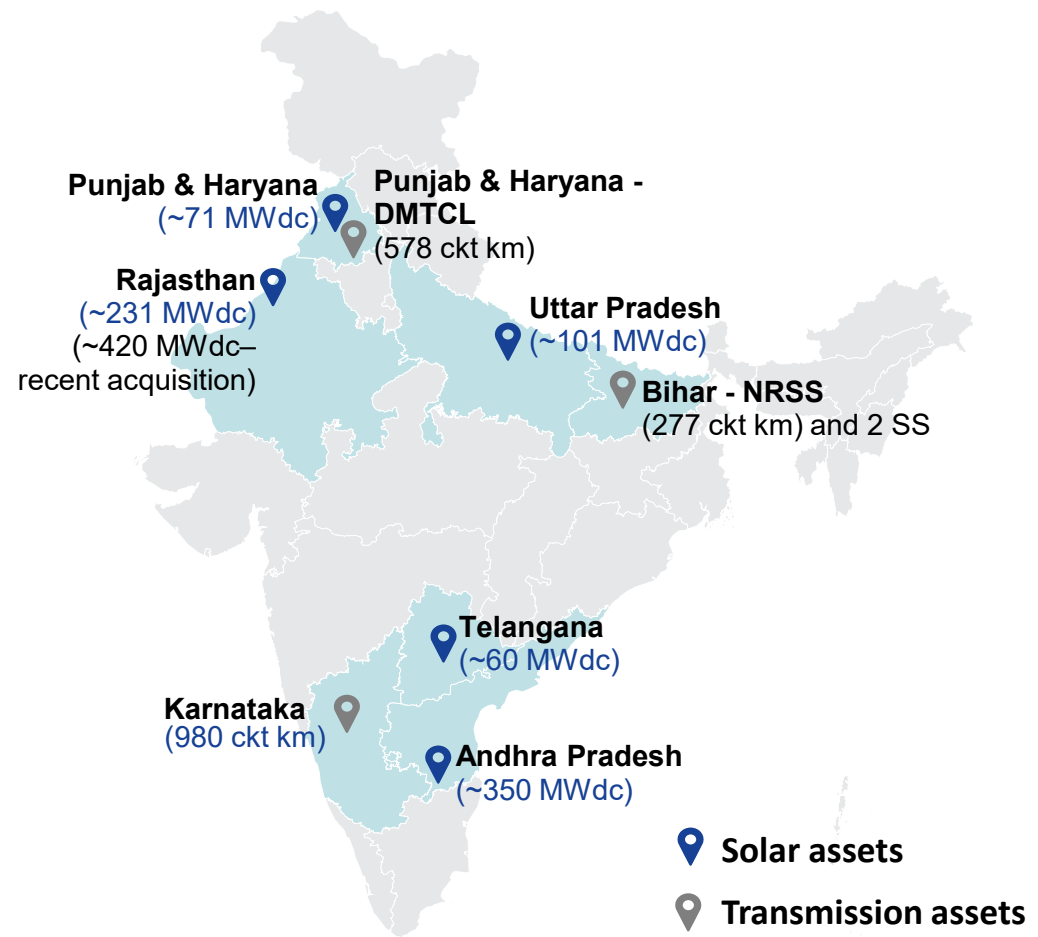 Punjab & Haryana
(~71 MWdc)
Punjab & Haryana -
DMTCL
(578 ckt km)
Rajasthan
(~231 MWdc)
(~420 MWdc–
recent acquisition)
Uttar Pradesh
(~101 MWdc)
Bihar - NRSS
(277 ckt km) and 2 SS
Telangana
(~60 MWdc)
Karnataka
(980 ckt km)
Andhra Pradesh
(~350 MWdc)
Solar assets
Transmission assets